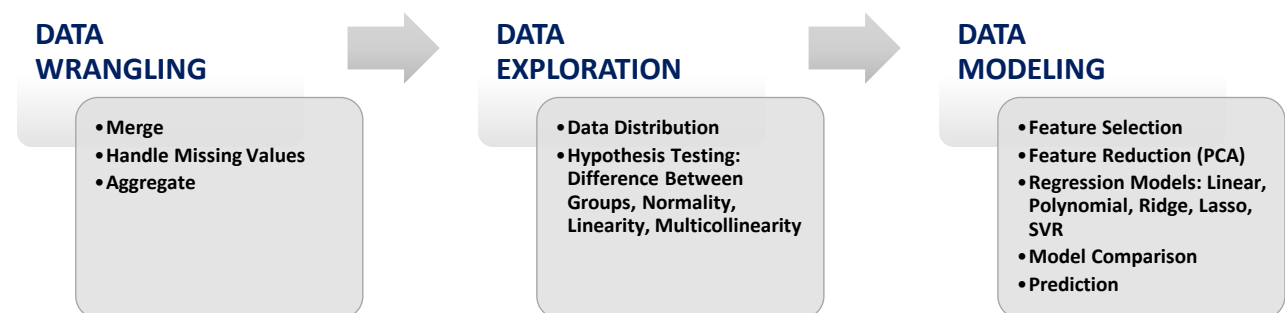 DATA
WRANGLING
•Merge
•Handle Missing Values
•Aggregate
DATA
EXPLORATION
•Data Distribution
•Hypothesis Testing:
Difference Between
Groups, Normality,
Linearity, Multicollinearity
DATA
MODELING
•Feature Selection
•Feature Reduction (PCA)
•Regression Models: Linear,
Polynomial, Ridge, Lasso,
SVR
•Model Comparison
•Prediction